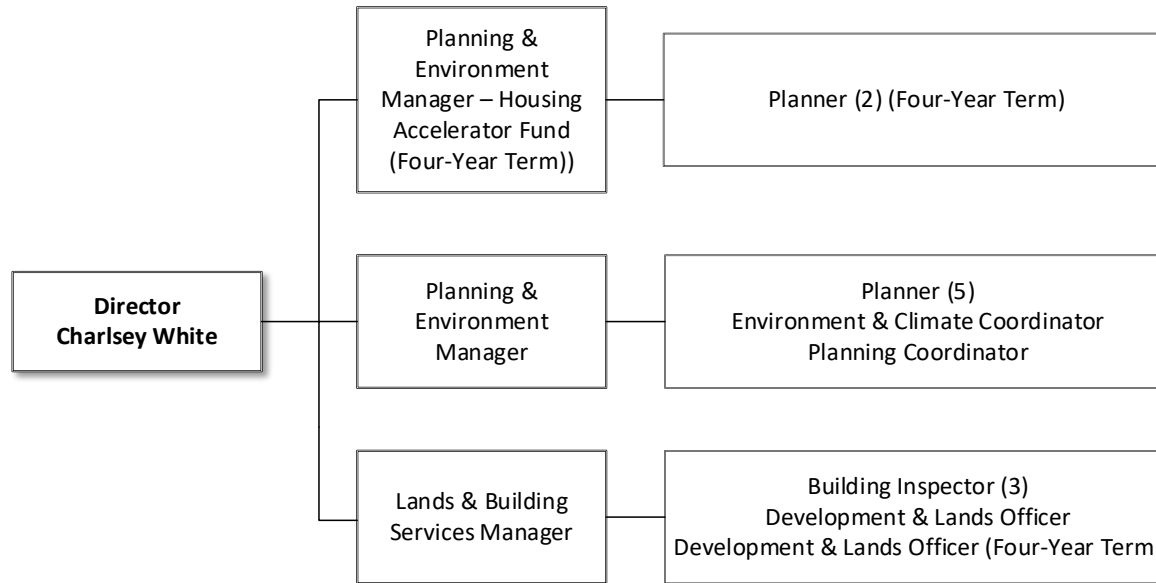 Planning &
Environment
Manager – Housing
Accelerator Fund
(Four-Year Term))
Planner (2) (Four-Year Term)
Director
Charlsey White
Planning &
Environment
Manager
Planner (5)
Environment & Climate Coordinator
Planning Coordinator
Lands & Building
Services Manager
Building Inspector (3)
Development & Lands Officer
Development & Lands Officer (Four-Year Term